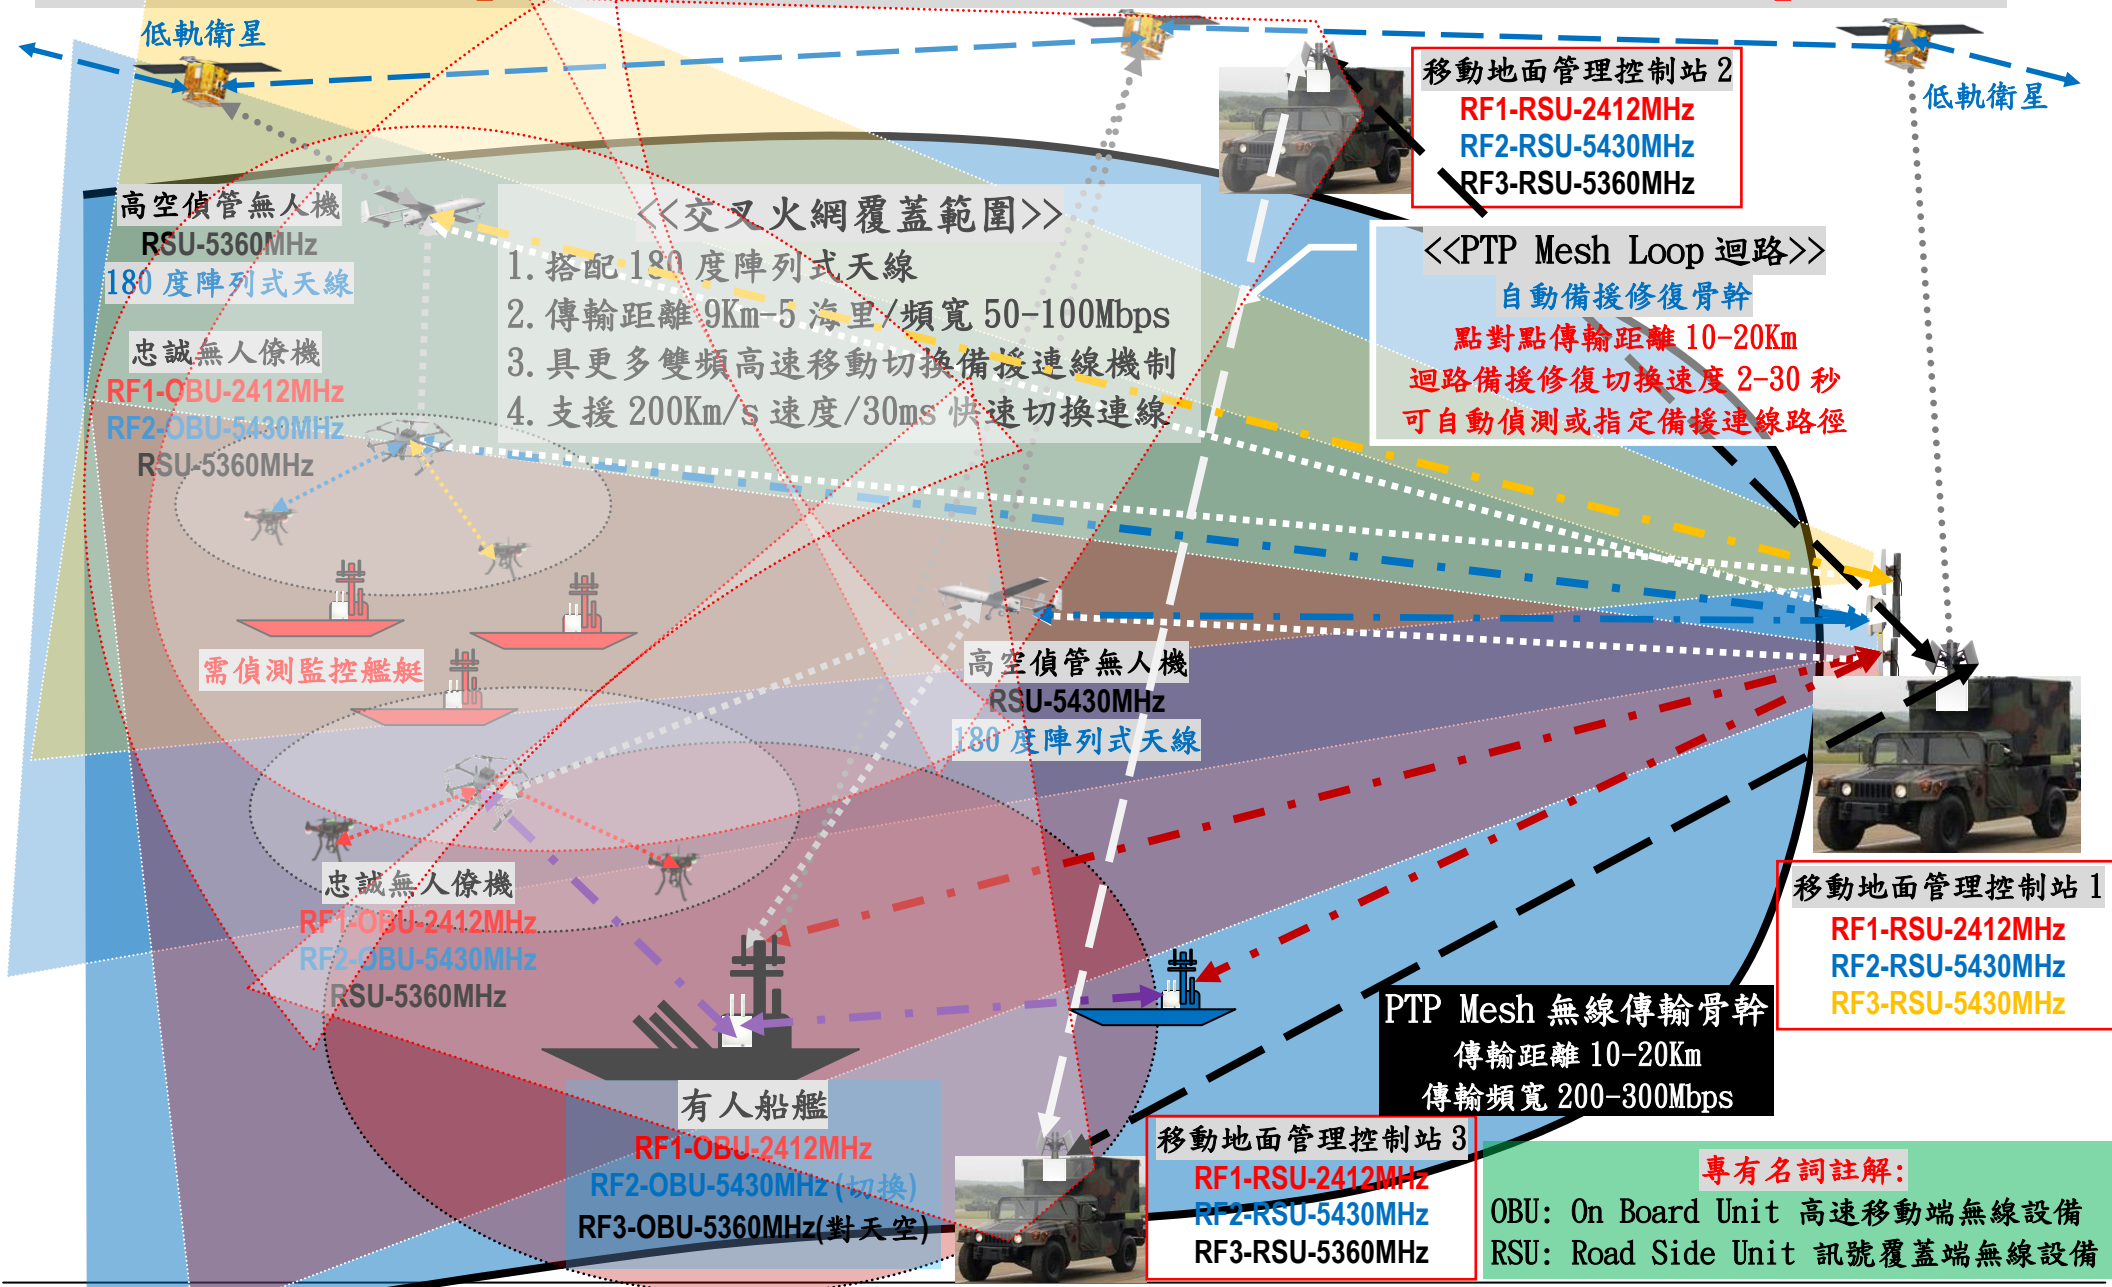 低軌衛星
移動地面管理控制站 2
RF1-RSU-2412MHz
RF2-RSU-5430MHz
RF3-RSU-5360MHz
低軌衛星
高空偵管無人機
RSU-5360MHz
180 度陣列式天線
<<交叉火網覆蓋範圍>>
1. 搭配 180 度陣列式天線
2. 傳輸距離 9Km-5 海里/頻寬 50-100Mbps
3. 具更多雙頻高速移動切換備援連線機制
4. 支援 200Km/s 速度/30ms 快速切換連線
<<PTP Mesh Loop 迴路>>
自動備援修復骨幹
點對點傳輸距離 10-20Km
迴路備援修復切換速度 2-30 秒
可自動偵測或指定備援連線路徑
忠誠無人僚機
RF1-OBU-2412MHz
RF2-OBU-5430MHz
RSU-5360MHz
需偵測監控艦艇
高空偵管無人機
RSU-5430MHz
180 度陣列式天線
忠誠無人僚機
RF1-OBU-2412MHz
RF2-OBU-5430MHz
RSU-5360MHz
移動地面管理控制站 1
RF1-RSU-2412MHz
RF2-RSU-5430MHz
RF3-RSU-5430MHz
PTP Mesh 無線傳輸骨幹
傳輸距離 10-20Km
傳輸頻寬 200-300Mbps
有人船艦
RF1-OBU-2412MHz
RF2-OBU-5430MHz (切換)
RF3-OBU-5360MHz(對天空)
移動地面管理控制站 3
RF1-RSU-2412MHz
RF2-RSU-5430MHz
RF3-RSU-5360MHz
專有名詞註解:
OBU: On Board Unit 高速移動端無線設備
RSU: Road Side Unit 訊號覆蓋端無線設備